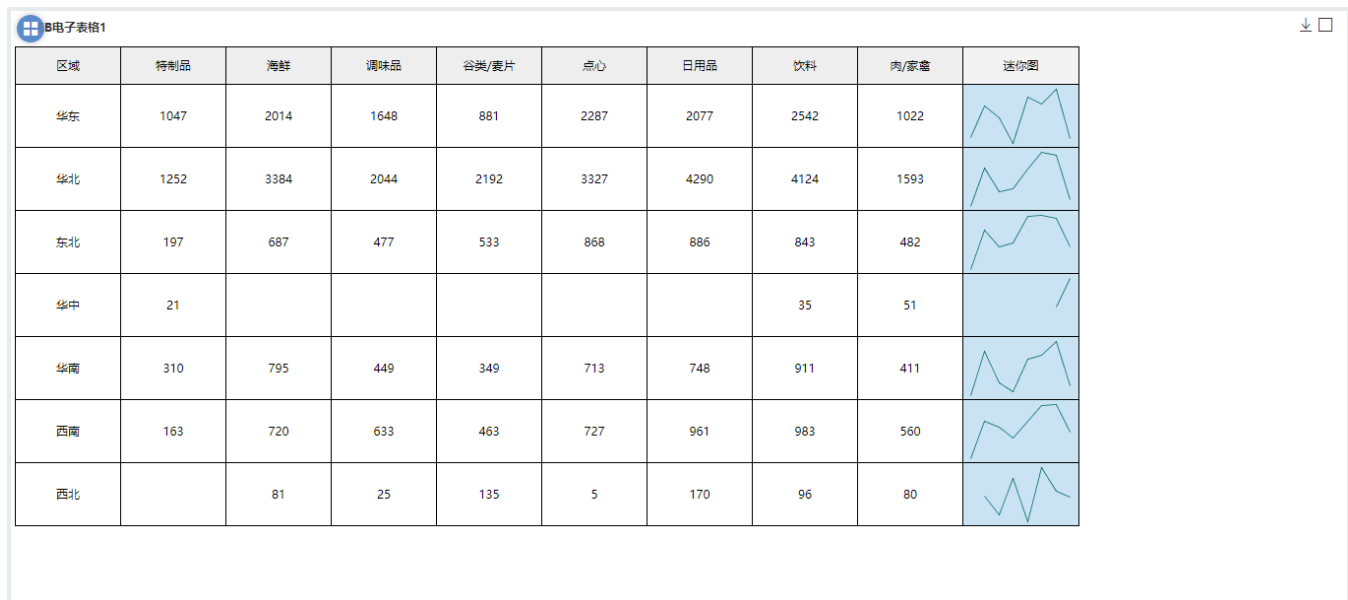 B电子表格1
区域 特制品 海鲜 调味品 谷类/麦片 点心 日用品 饮料 肉/家禽 迷你图
华东 1047 2014 1648 881 2287 2077 2542 1022
华北 1252 3384 2044 2192 3327 4290 4124 1593
东北 197 687 477 533 868 886 843 482
华中 21 35 51
华南 310 795 449 349 713 748 911 411
西南 163 720 633 463 727 961 983 560
西北 81 25 135 5 170 96 80